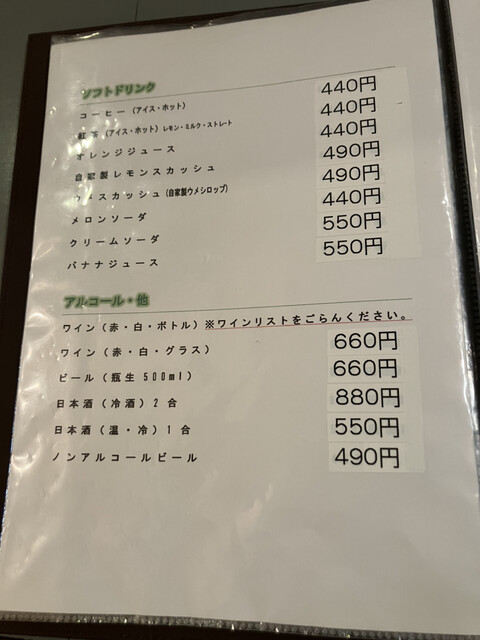 ソフトドリンク
コーヒー（アイス・ホット） 440円
紅茶（アイス・ホット）レモン・ミルク・ストレート 440円
オレンジジュース 440円
自家製レモンスカッシュ 490円
ウメスカッシュ（自家製ウメシロップ） 490円
メロンソーダ 440円
クリームソーダ 550円
バナナジュース 550円
アルコール・他
ワイン（赤・白・ボトル）※ワインリストをごらんください。
ワイン（赤・白・グラス） 660円
ビール（瓶生500ml） 660円
日本酒（冷酒）2合 880円
日本酒（温・冷）1合 550円
ノンアルコールビール 490円